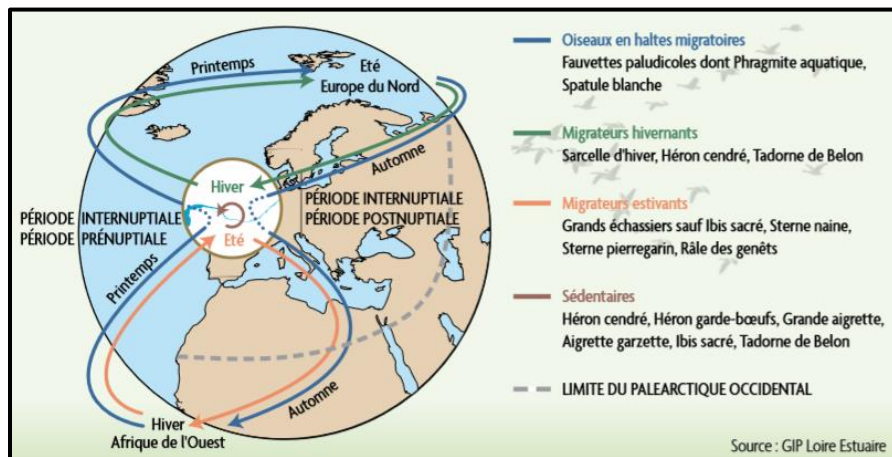 Printemps
Eté
Europe du Nord
Automne
Hiver
PÉRIODE INTERNUPTIALE
PÉRIODE PRÉNUPTIALE
PÉRIODE INTERNUPTIALE
PÉRIODE POSTNUPTIALE
Eté
Printemps
Automne
Hiver
Afrique de l'Ouest
Oiseaux en haltes migratoires
Fauvettes paludicoles dont Phragmite aquatique,
Spatule blanche
Migrateurs hivernants
Sarcelle d'hiver, Héron cendré, Tadorne de Belon
Migrateurs estivants
Grands échassiers sauf Ibis sacré, Sterne naine,
Sterne pierregarin, Râle des genêts
Sédentaires
Héron cendré, Héron garde-bœufs, Grande aigrette,
Aigrette garzette, Ibis sacré, Tadorne de Belon
LIMITE DU PALEARCTIQUE OCCIDENTAL
Source : GIP Loire Estuaire